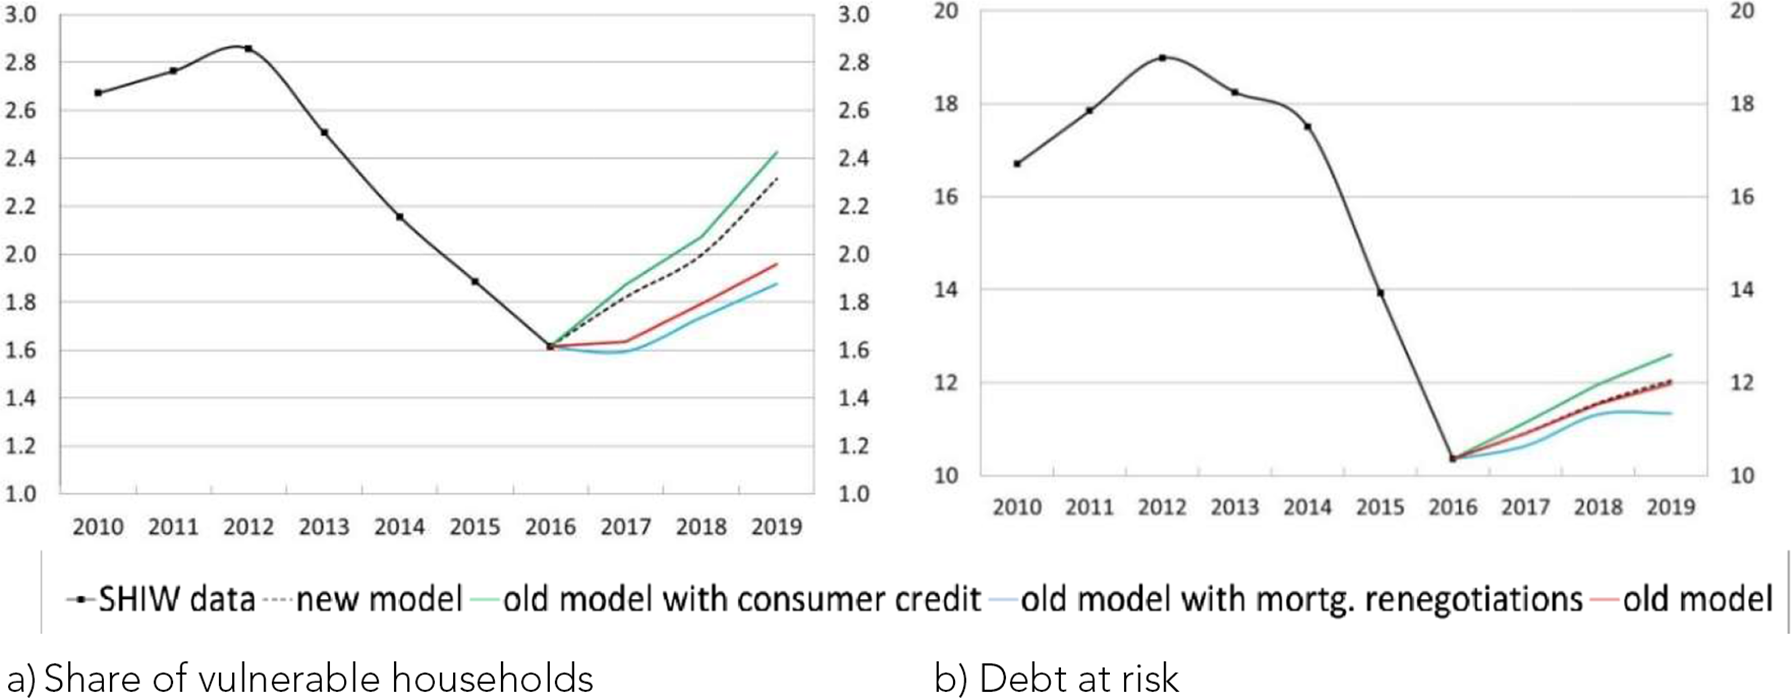 3.0 3.0 20 20
2.8 2.8
2.6 2.6 18 18
2.4 2.4
2.2 2.2 16 16
2.0 2.0
1.8 1.8 14 14
1.6 1.6
1.4 1.4 12 12
1.2 1.2
1.0 1.0 10 10
2010 2011 2012 2013 2014 2015 2016 2017 2018 2019
2010 2011 2012 2013 2014 2015 2016 2017 2018 2019
SHIW data new model old model with consumer credit old model with mortg. renegotiations old model
a) Share of vulnerable households b) Debt at risk